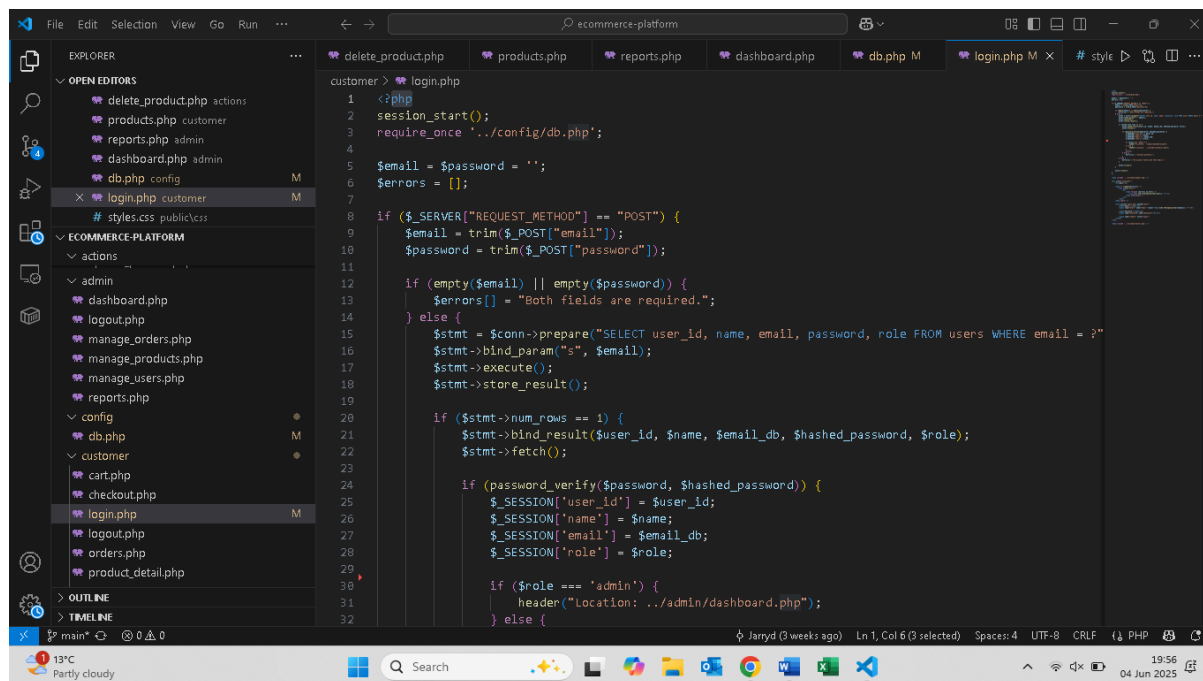 File Edit Selection View Go Run ··· ecommerce-platform
EXPLORER ···
OPEN EDITORS
delete_product.php actions
products.php customer
reports.php admin
dashboard.php admin
db.php config M
login.php customer M
styles.css public\css
ECOMMERCE-PLATFORM
actions
admin
dashboard.php
logout.php
manage_orders.php
manage_products.php
manage_users.php
reports.php
config
db.php M
customer
cart.php
checkout.php
login.php M
logout.php
orders.php
product_detail.php
OUTLINE
TIMELINE
4
delete_product.php products.php reports.php dashboard.php db.php M login.php M # style
customer > login.php
1 <?php
2 session_start();
3 require_once '../config/db.php';
4
5 $email = $password = '';
6 $errors = [];
7
8 if ($_SERVER["REQUEST_METHOD"] == "POST") {
9 $email = trim($_POST["email"]);
10 $password = trim($_POST["password"]);
11
12 if (empty($email) || empty($password)) {
13 $errors[] = "Both fields are required.";
14 } else {
15 $stmt = $conn->prepare("SELECT user_id, name, email, password, role FROM users WHERE email = ?"
16 $stmt->bind_param("s", $email);
17 $stmt->execute();
18 $stmt->store_result();
19
20 if ($stmt->num_rows == 1) {
21 $stmt->bind_result($user_id, $name, $email_db, $hashed_password, $role);
22 $stmt->fetch();
23
24 if (password_verify($password, $hashed_password)) {
25 $_SESSION['user_id'] = $user_id;
26 $_SESSION['name'] = $name;
27 $_SESSION['email'] = $email_db;
28 $_SESSION['role'] = $role;
29
30 if ($role === 'admin') {
31 header("Location: ../admin/dashboard.php");
32 } else {
main* 0 0 Jarryd (3 weeks ago) Ln 1, Col 6 (3 selected) Spaces: 4 UTF-8 CRLF PHP
1 13°C
Partly cloudy
Search
19:56
04 Jun 2025